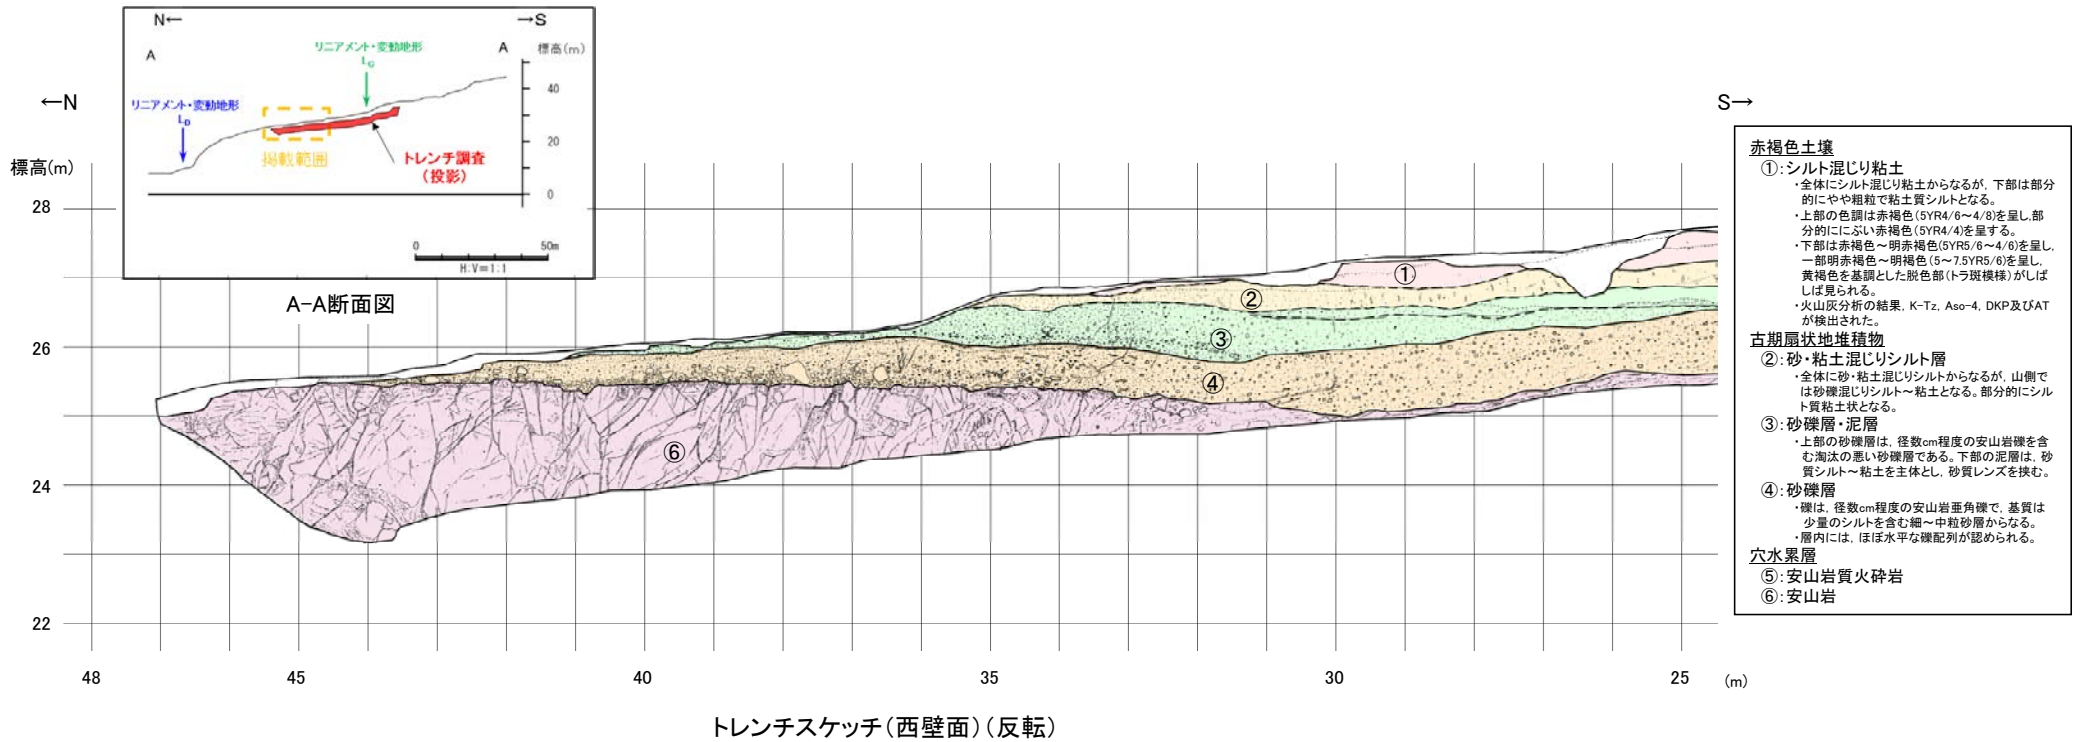 N← →S
A A 標高(m)
リニアメント・変動地形
LG
リニアメント・変動地形
LD
掲載範囲
トレンチ調査
(投影)
40
20
0
0 50m
H:V=1:1
A-A断面図
←N
S→
標高(m)
28
26
24
22
①
②
③
④
⑥
48 45 40 35 30 25 (m)
トレンチスケッチ(西壁面)(反転)
赤褐色土壌
①:シルト混じり粘土
・全体にシルト混じり粘土からなるが, 下部は部分
的にやや粗粒で粘土質シルトとなる。
・上部の色調は赤褐色(5YR4/6～4/8)を呈し,部
分的ににぶい赤褐色(5YR4/4)を呈する。
・下部は赤褐色～明赤褐色(5YR5/6～4/6)を呈し,
一部明赤褐色～明褐色(5～7.5YR5/6)を呈し,
黄褐色を基調とした脱色部(トラ斑模様)がしば
しば見られる。
・火山灰分析の結果, K-Tz, Aso-4, DKP及びAT
が検出された。
古期扇状地堆積物
②:砂・粘土混じりシルト層
・全体に砂・粘土混じりシルトからなるが, 山側で
は砂礫混じりシルト～粘土となる。部分的にシル
ト質粘土状となる。
③:砂礫層・泥層
・上部の砂礫層は, 径数cm程度の安山岩礫を含
む淘汰の悪い砂礫層である。下部の泥層は, 砂
質シルト～粘土を主体とし, 砂質レンズを挟む。
④:砂礫層
・礫は, 径数cm程度の安山岩亜角礫で, 基質は
少量のシルトを含む細～中粒砂層からなる。
・層内には, ほぼ水平な礫配列が認められる。
穴水累層
⑤:安山岩質火砕岩
⑥:安山岩